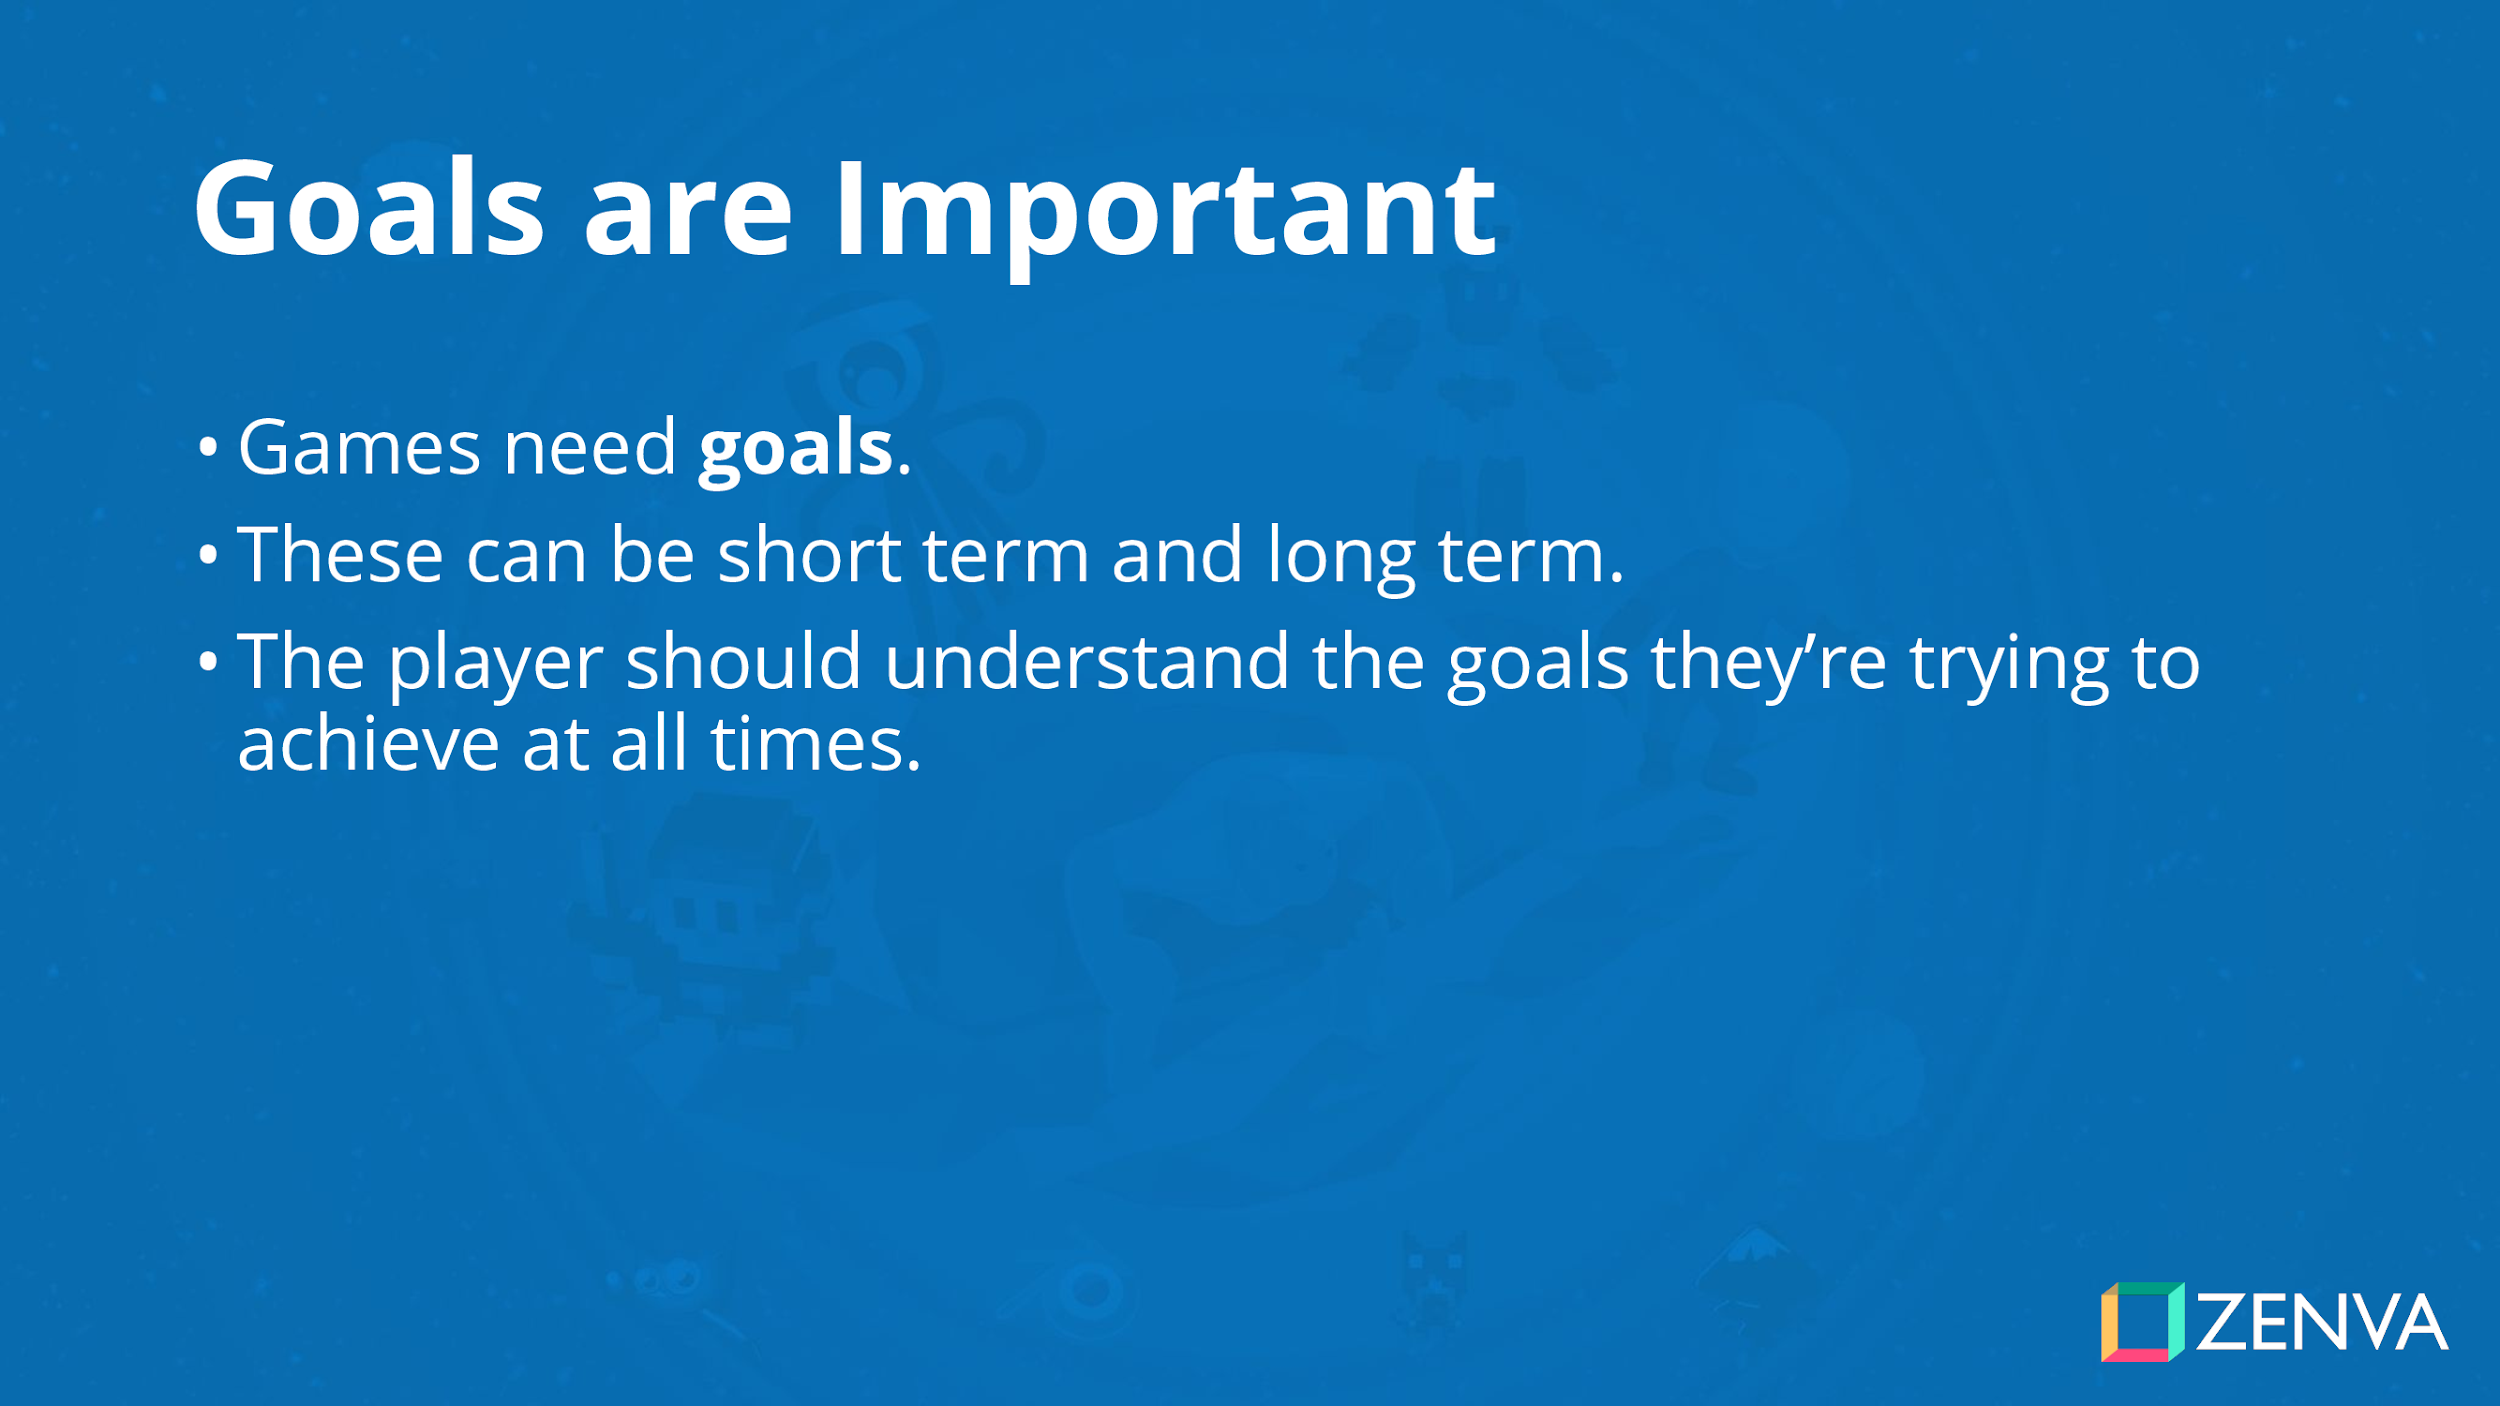 Goals are Important
• Games need goals.
• These can be short term and long term.
• The player should understand the goals they’re trying to
achieve at all times.
ZENVA